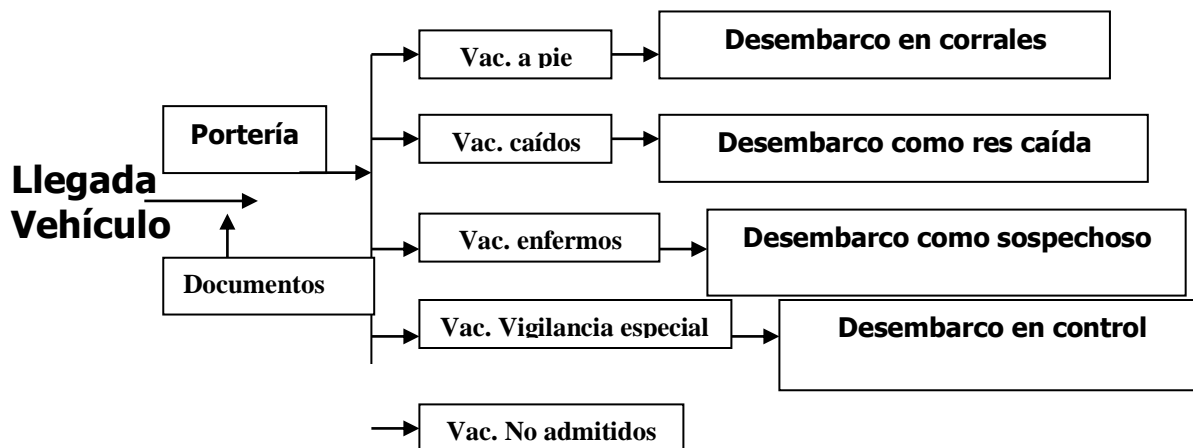 Vac. a pie
Desembarco en corrales
Portería
Vac. caídos
Desembarco como res caída
Llegada
Vehículo
Vac. enfermos
Desembarco como sospechoso
Documentos
Vac. Vigilancia especial
Desembarco en control
Vac. No admitidos